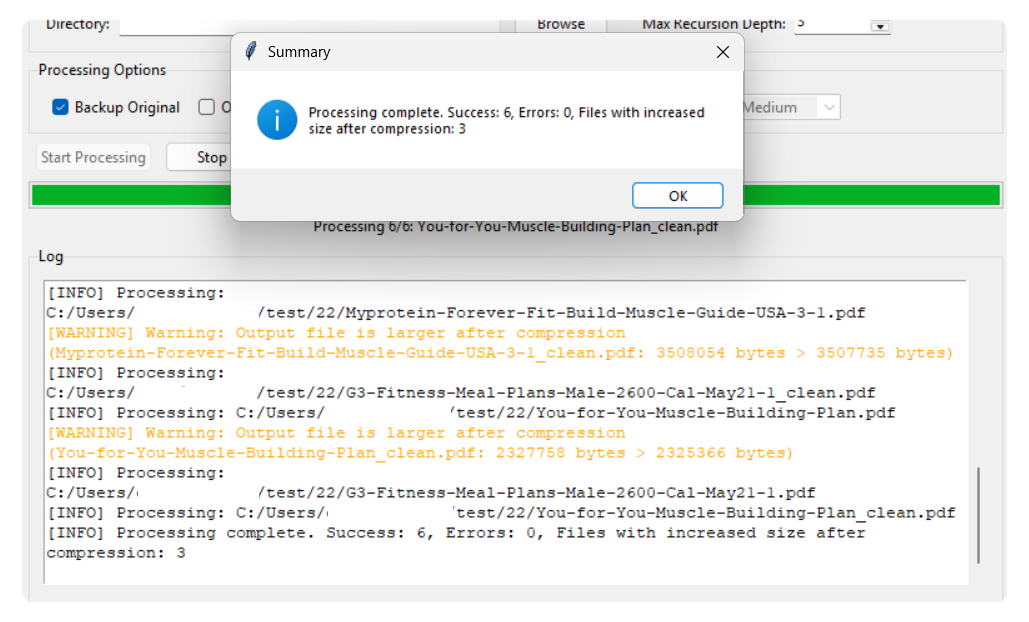 Directory:
Browse
Max Recursion Depth:
Summary
Processing Options
Backup Original
Processing complete. Success: 6, Errors: 0, Files with increased
size after compression: 3
Medium
Start Processing
Stop
OK
Processing 6/6: You-for-You-Muscle-Building-Plan_clean.pdf
Log
[INFO] Processing:
C:/Users/ /test/22/Myprotein-Forever-Fit-Build-Muscle-Guide-USA-3-1.pdf
[WARNING] Warning: Output file is larger after compression
(Myprotein-Forever-Fit-Build-Muscle-Guide-USA-3-1_clean.pdf: 3508054 bytes > 3507735 bytes)
[INFO] Processing:
C:/Users/ /test/22/G3-Fitness-Meal-Plans-Male-2600-Cal-May21-1_clean.pdf
[INFO] Processing: C:/Users/ /test/22/You-for-You-Muscle-Building-Plan.pdf
[WARNING] Warning: Output file is larger after compression
(You-for-You-Muscle-Building-Plan_clean.pdf: 2327758 bytes > 2325366 bytes)
[INFO] Processing:
C:/Users/ /test/22/G3-Fitness-Meal-Plans-Male-2600-Cal-May21-1.pdf
[INFO] Processing: C:/Users/ test/22/You-for-You-Muscle-Building-Plan_clean.pdf
[INFO] Processing complete. Success: 6, Errors: 0, Files with increased size after
compression: 3